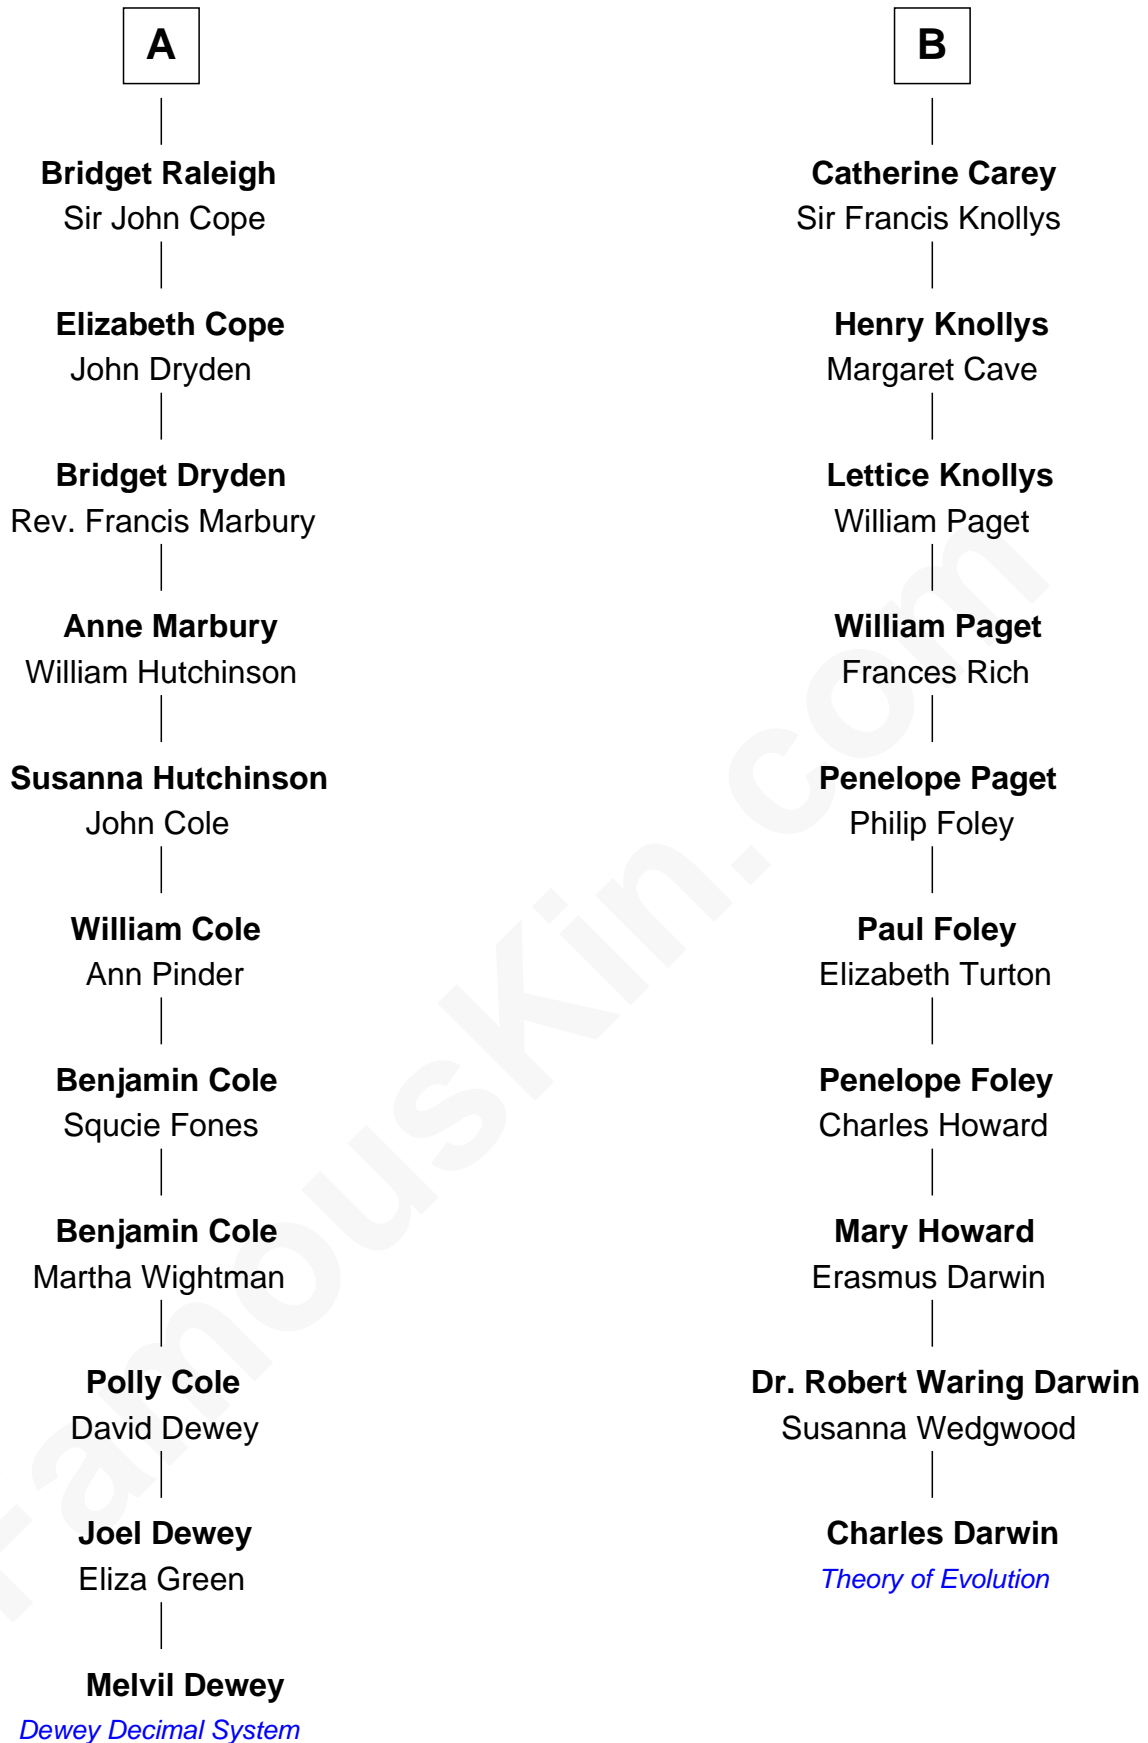 A
Bridget Raleigh
Sir John Cope
Elizabeth Cope
John Dryden
Bridget Dryden
Rev. Francis Marbury
Anne Marbury
William Hutchinson
Susanna Hutchinson
John Cole
William Cole
Ann Pinder
Benjamin Cole
Squcie Fones
Benjamin Cole
Martha Wightman
Polly Cole
David Dewey
Joel Dewey
Eliza Green
Melvil Dewey
Dewey Decimal System
B
Catherine Carey
Sir Francis Knollys
Henry Knollys
Margaret Cave
Lettice Knollys
William Paget
William Paget
Frances Rich
Penelope Paget
Philip Foley
Paul Foley
Elizabeth Turton
Penelope Foley
Charles Howard
Mary Howard
Erasmus Darwin
Dr. Robert Waring Darwin
Susanna Wedgwood
Charles Darwin
Theory of Evolution
FamousKin.com